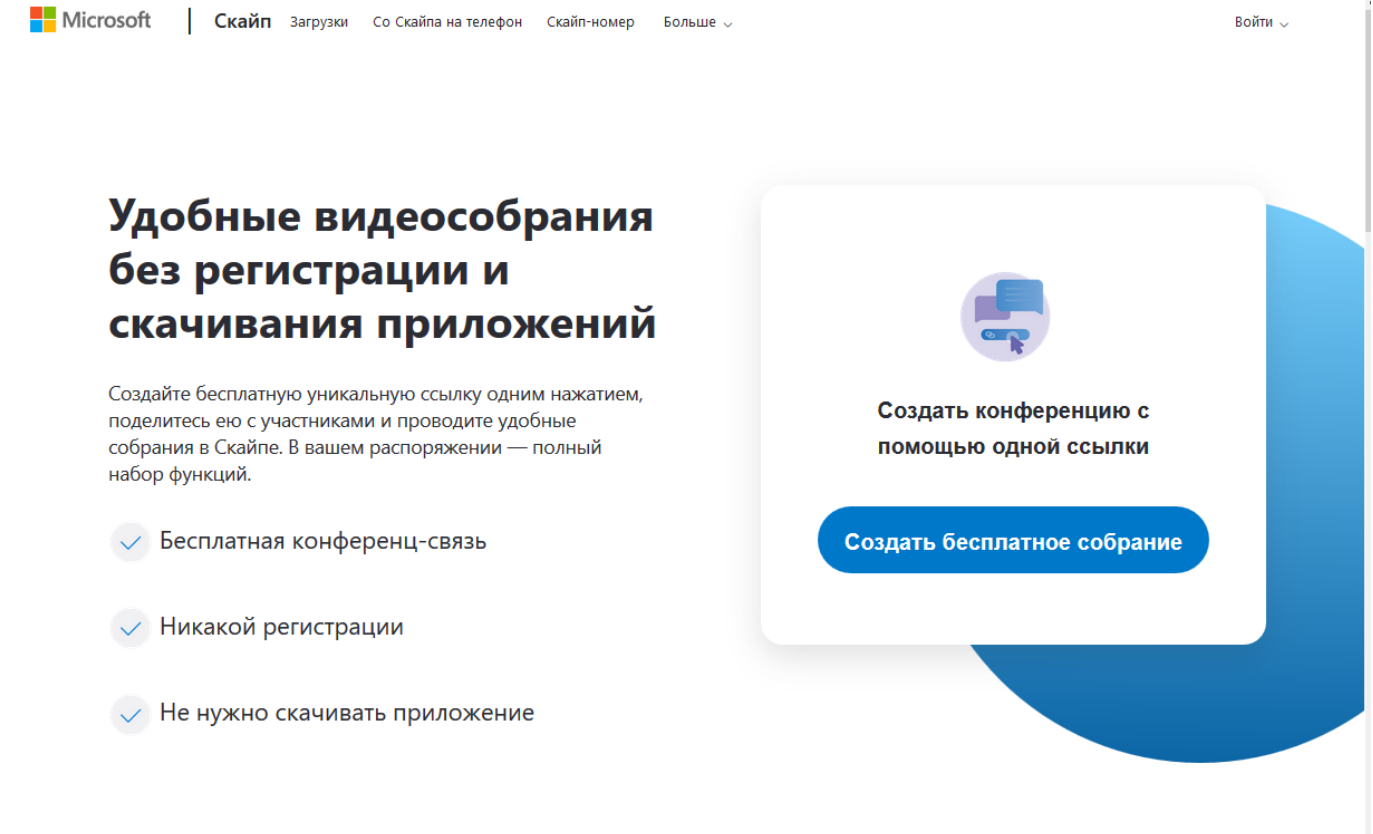 Microsoft | Скайп Загрузки Со Скайпа на телефон Скайп-номер Больше Войти
Удобные видеособрания
без регистрации и
скачивания приложений
Создайте бесплатную уникальную ссылку одним нажатием,
поделитесь ею с участниками и проводите удобные
собрания в Скайпе. В вашем распоряжении — полный
набор функций.
Бесплатная конференц-связь
Никакой регистрации
Не нужно скачивать приложение
Создать конференцию с
помощью одной ссылки
Создать бесплатное собрание